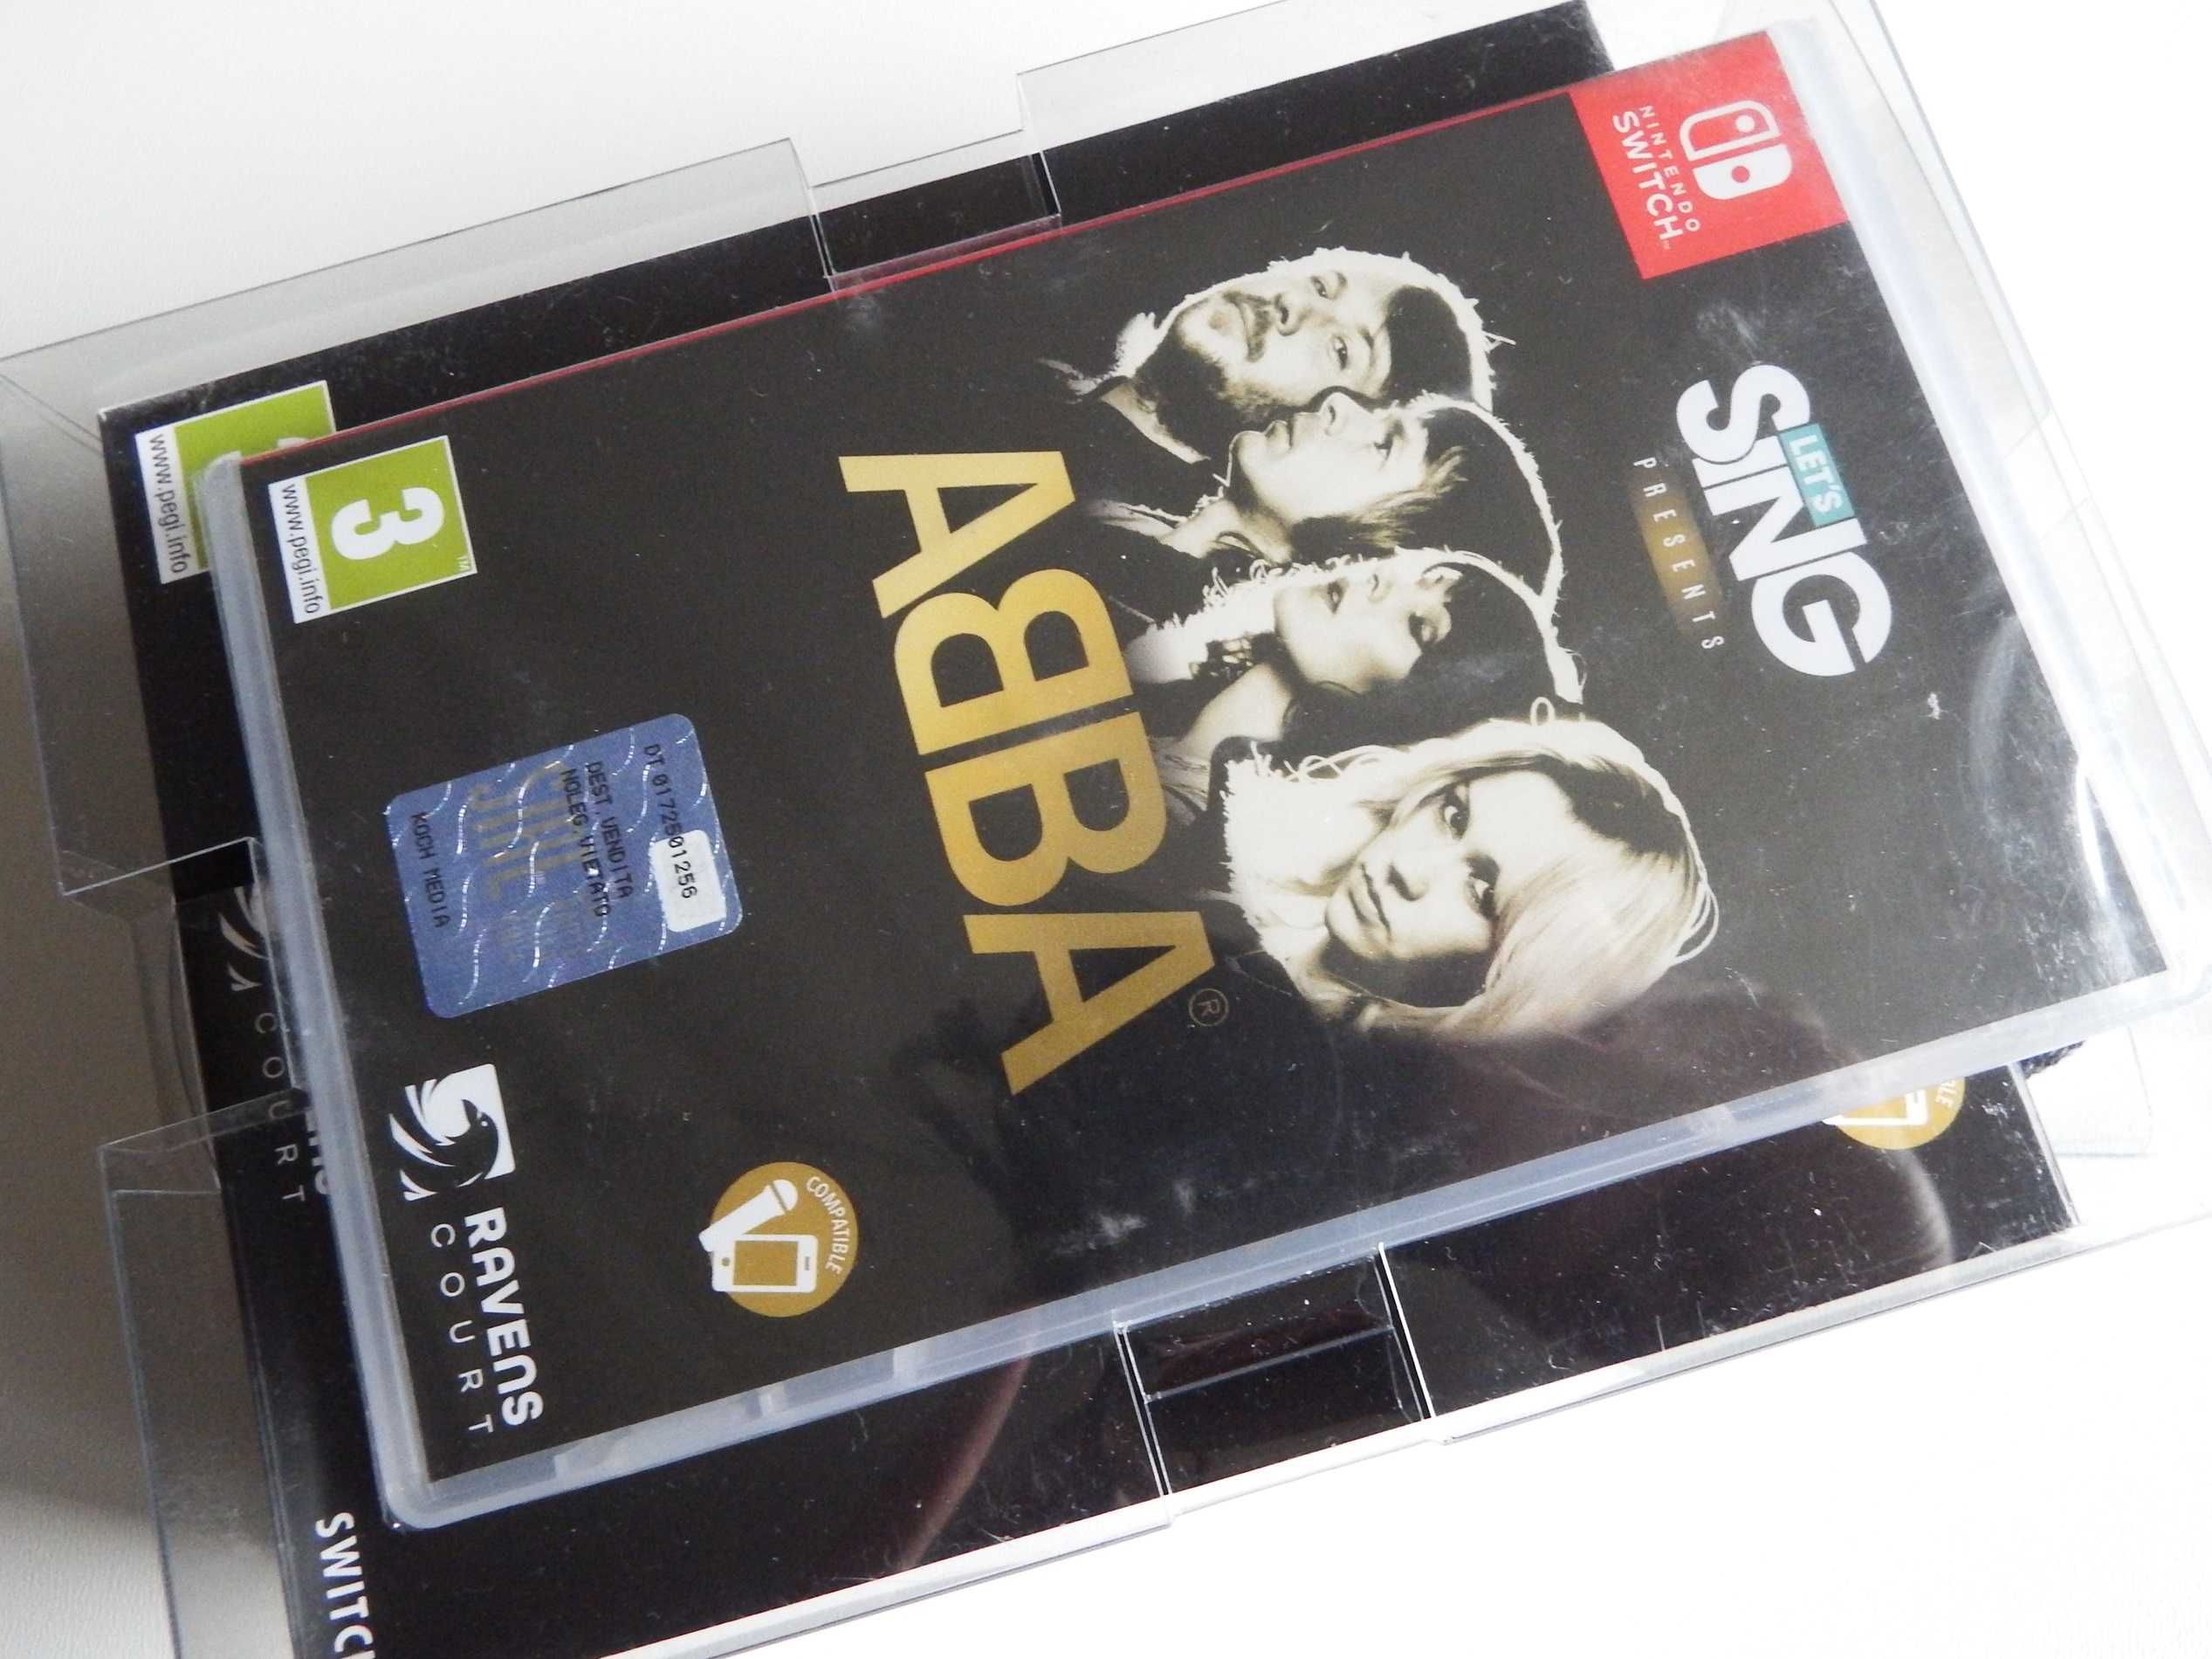 NINTENDO
SWITCH
LET'S
SING
PRESENTS
ABBA®
3
www.pegi.info
DT 0172501256
DEST. VENDITA
NOLEG. VIETATO
KOCH MEDIA
COMPATIBLE
RAVENS
COURT
www.pegi.info
COURT
SWITCH